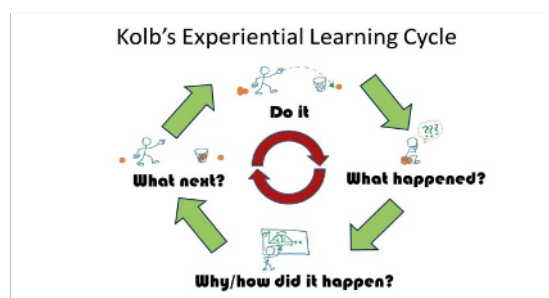 Kolb's Experiential Learning Cycle
Do it
???
What next?
What happened?
Why/how did it happen?